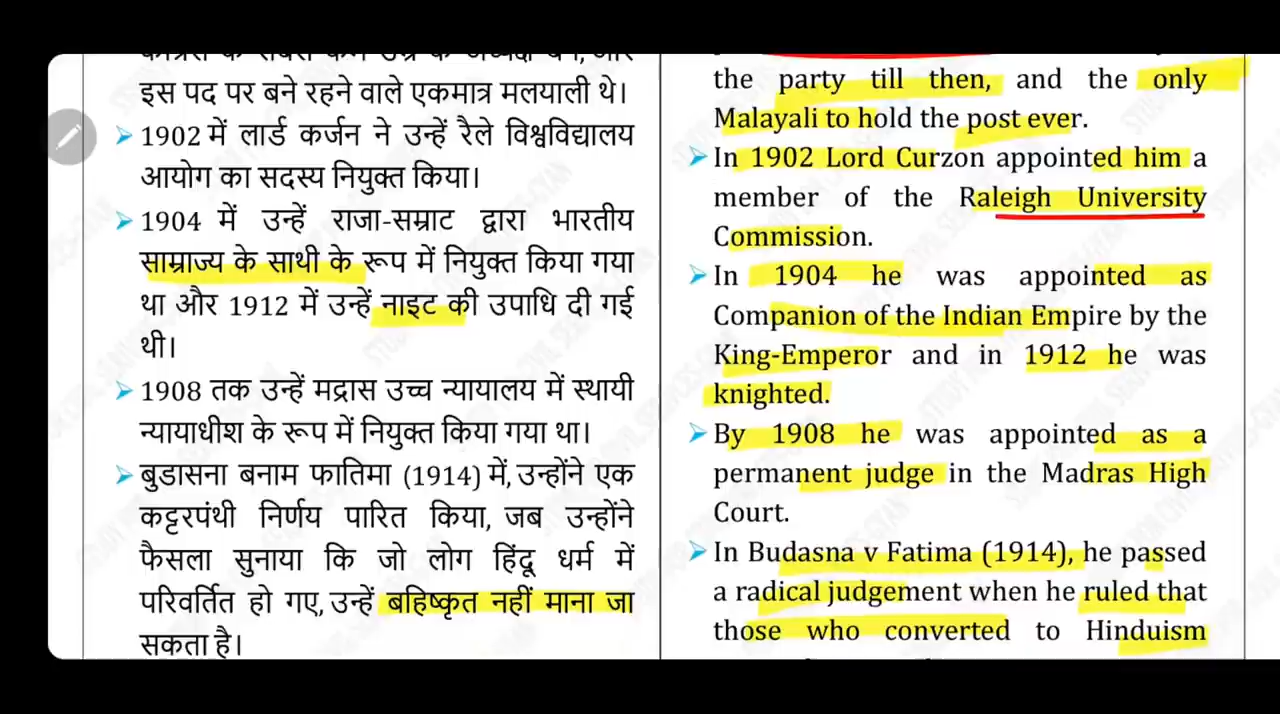 इस पद पर बने रहने वाले एकमात्र मलयाली थे।
➤ 1902 में लार्ड कर्जन ने उन्हें रैले विश्वविद्यालय
आयोग का सदस्य नियुक्त किया।
➤ 1904 में उन्हें राजा-सम्राट द्वारा भारतीय
साम्राज्य के साथी के रूप में नियुक्त किया गया
था और 1912 में उन्हें नाइट की उपाधि दी गई
थी।
➤ 1908 तक उन्हें मद्रास उच्च न्यायालय में स्थायी
न्यायाधीश के रूप में नियुक्त किया गया था।
➤ बुडासना बनाम फातिमा (1914) में, उन्होंने एक
कट्टरपंथी निर्णय पारित किया, जब उन्होंने
फैसला सुनाया कि जो लोग हिंदू धर्म में
परिवर्तित हो गए, उन्हें बहिष्कृत नहीं माना जा
सकता है।
the party till then, and the only
Malayali to hold the post ever.
➤ In 1902 Lord Curzon appointed him a
member of the Raleigh University
Commission.
➤ In 1904 he was appointed as
Companion of the Indian Empire by the
King-Emperor and in 1912 he was
knighted.
➤ By 1908 he was appointed as a
permanent judge in the Madras High
Court.
➤ In Budasna v Fatima (1914), he passed
a radical judgement when he ruled that
those who converted to Hinduism